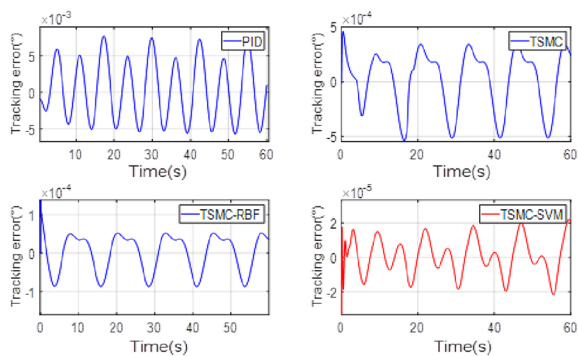 ×10⁻³
Tracking error(°)
5
0
-5
PID
0 10 20 30 40 50 60
Time(s)
×10⁻⁴
Tracking error(°)
5
0
-5
TSMC
0 20 40 60
Time(s)
×10⁻⁴
Tracking error(°)
1
0
-1
TSMC-RBF
0 10 20 30 40 50
Time(s)
×10⁻⁵
Tracking error(°)
2
0
-2
TSMC-SVM
0 20 40 60
Time(s)